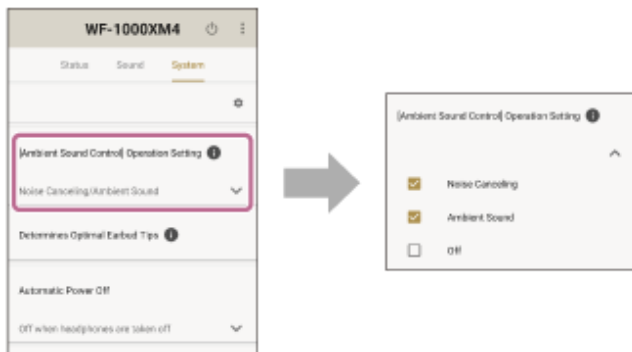 WF-1000XM4
Status Sound System
[Ambient Sound Control] Operation Setting
Noise Canceling/Ambient Sound
Determines Optimal Earbud Tips
Automatic Power Off
Off when headphones are taken off
[Ambient Sound Control] Operation Setting
Noise Canceling
Ambient Sound
Off